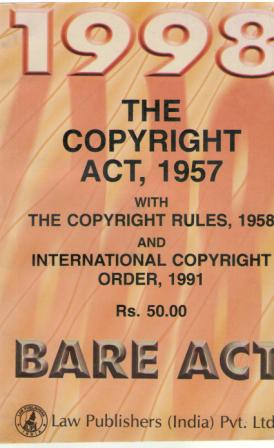 1998
THE
COPYRIGHT
ACT, 1957
WITH
THE COPYRIGHT RULES, 1958
AND
INTERNATIONAL COPYRIGHT
ORDER, 1991
Rs. 50.00
BARE ACT
Law Publishers (India) Pvt. Ltd